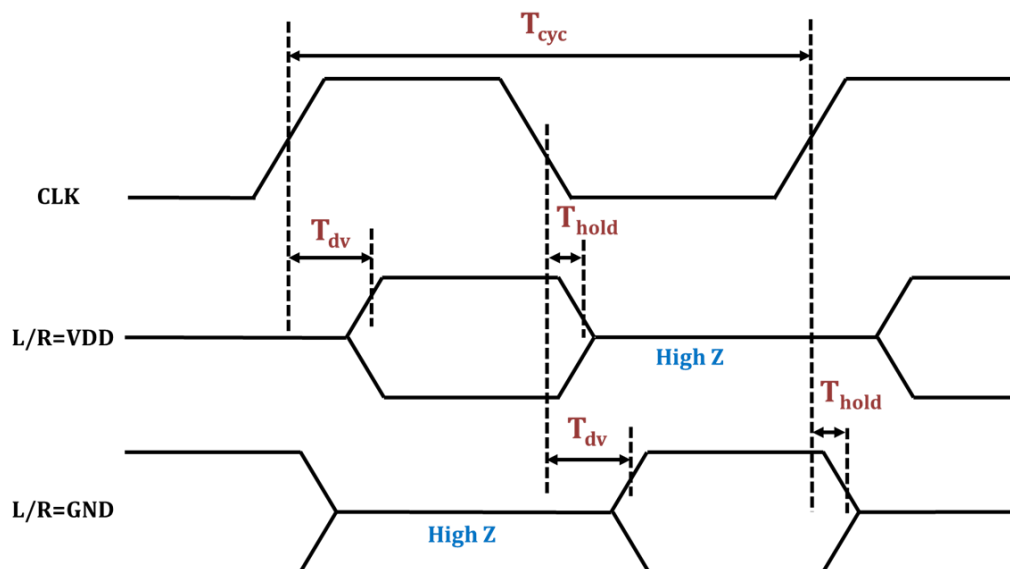 Tcyc
CLK
Tdv
Thold
L/R=VDD
High Z
Thold
Tdv
L/R=GND
High Z